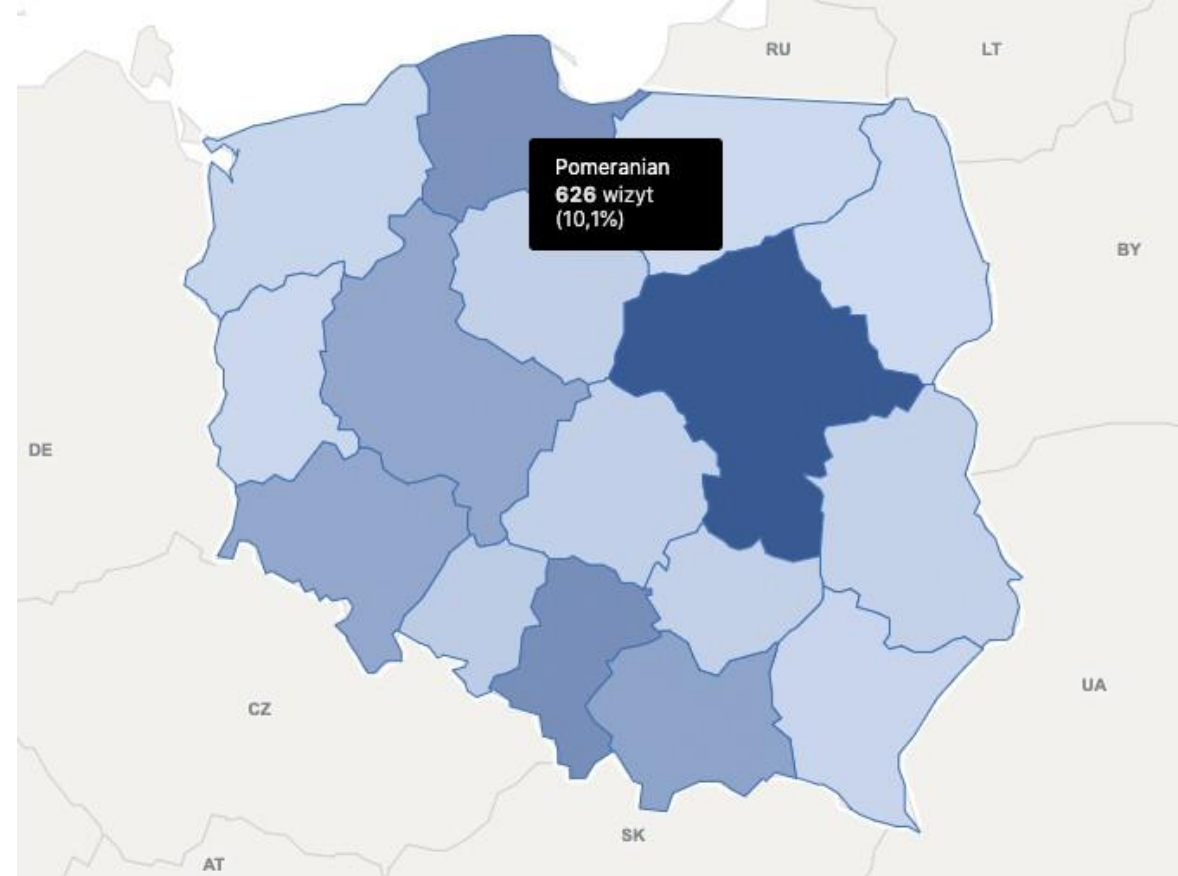 RU
LT
Pomeranian
626 wizyt
(10,1%)
BY
DE
UA
CZ
SK
AT